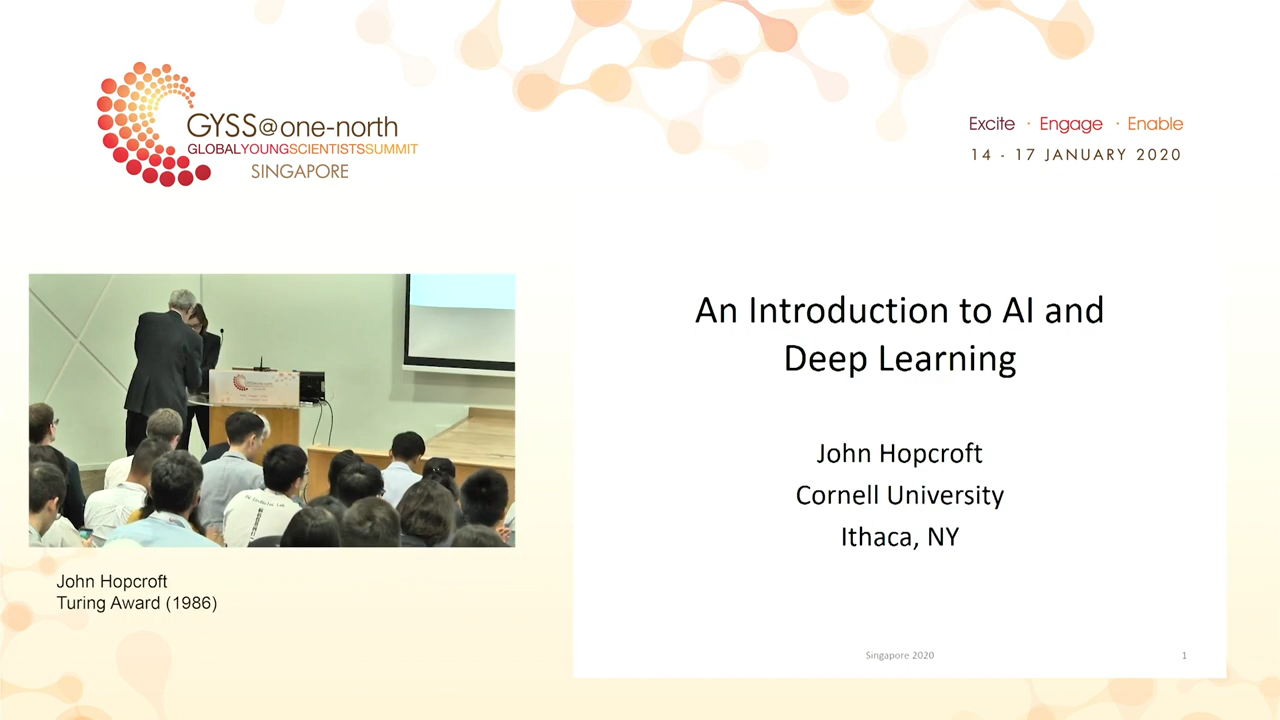 GYSS@one-north
GLOBALYOUNGSCIENTISTSSUMMIT
SINGAPORE
Excite · Engage · Enable
14 - 17 JANUARY 2020
An Introduction to AI and
Deep Learning
John Hopcroft
Cornell University
Ithaca, NY
Singapore 2020
1
John Hopcroft
Turing Award (1986)